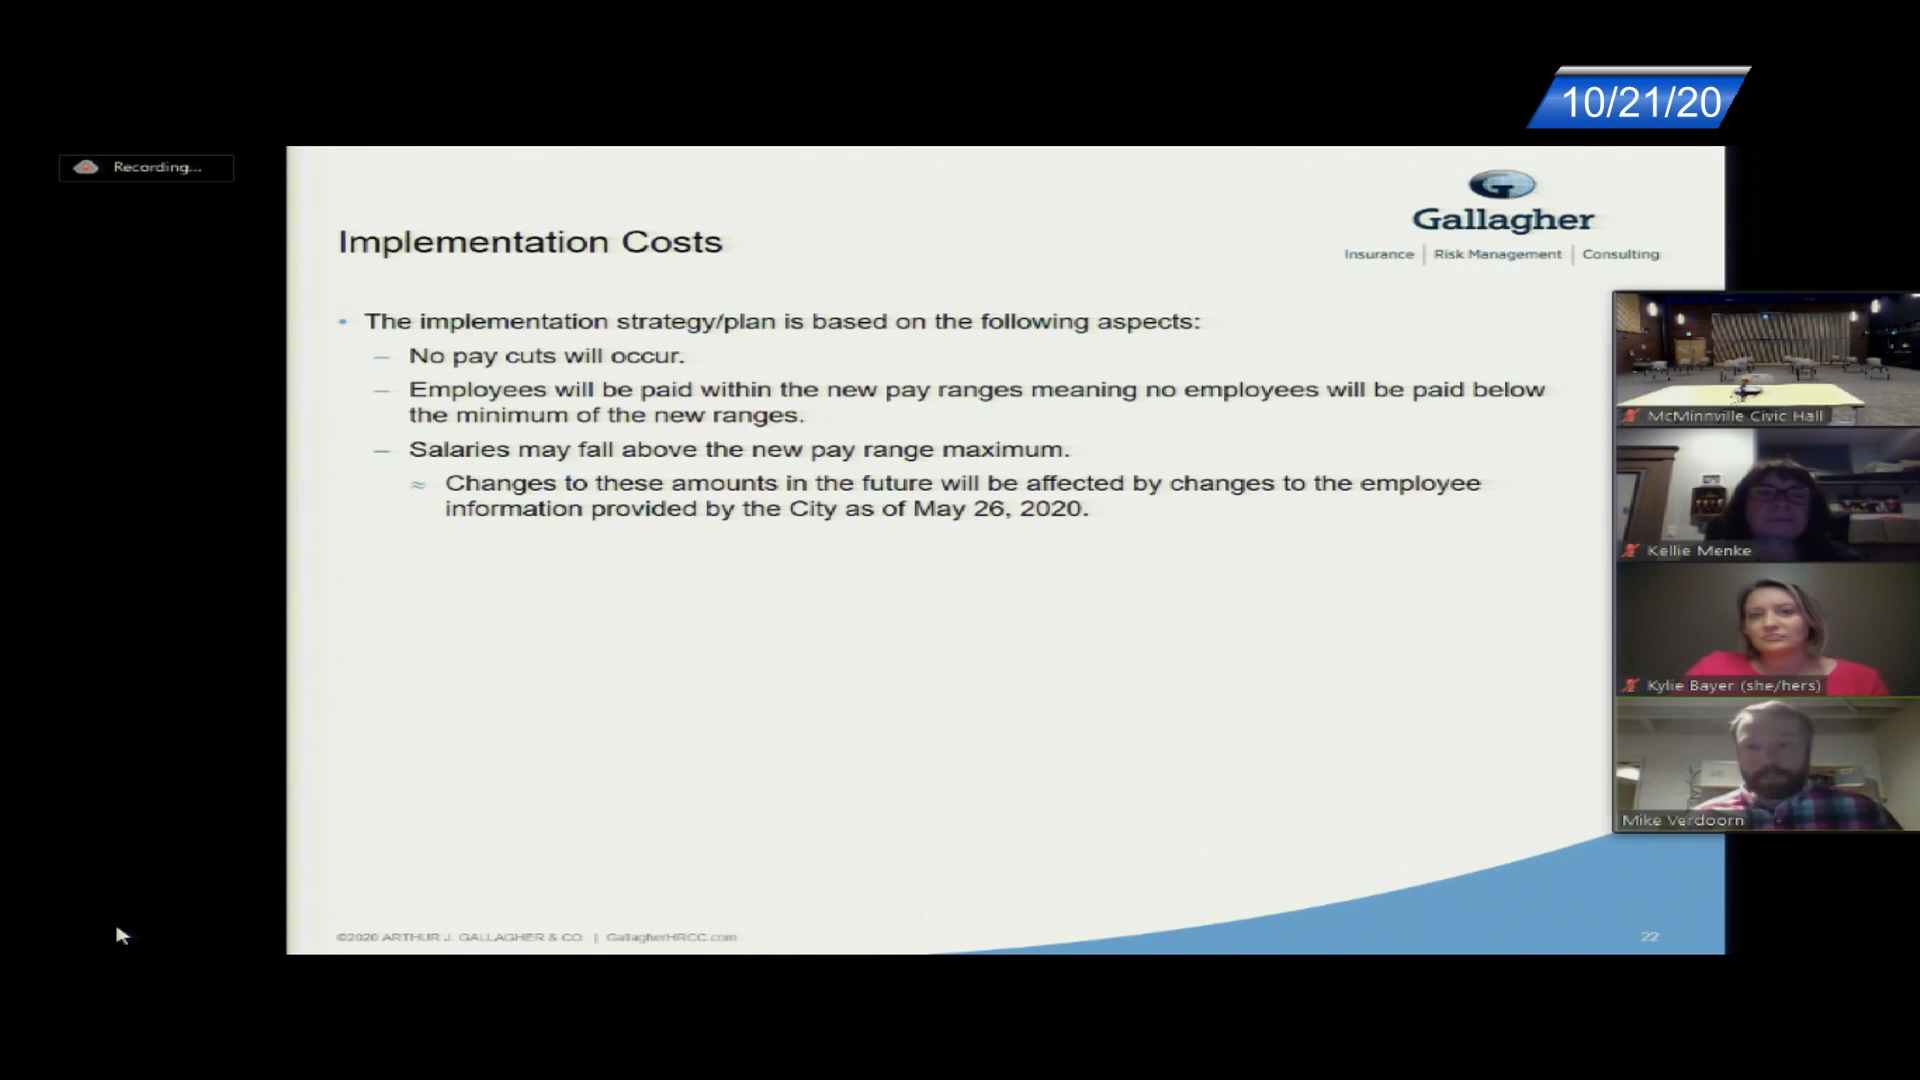 10/21/20
Recording...
Gallagher
Insurance | Risk Management | Consulting
Implementation Costs
• The implementation strategy/plan is based on the following aspects:
– No pay cuts will occur.
– Employees will be paid within the new pay ranges meaning no employees will be paid below
the minimum of the new ranges.
– Salaries may fall above the new pay range maximum.
≈ Changes to these amounts in the future will be affected by changes to the employee
information provided by the City as of May 26, 2020.
McMinnville Civic Hall
Kellie Menke
Kylie Bayer (she/hers)
Mike Verdoorn
©2020 ARTHUR J. GALLAGHER & CO. | GallagherHRCC.com
22